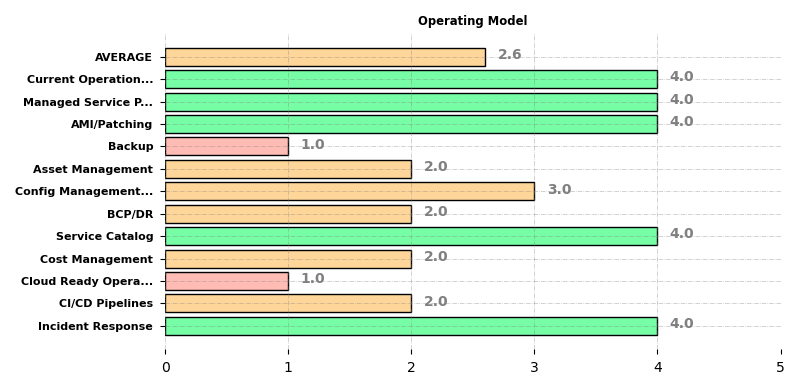 Operating Model
AVERAGE 2.6
Current Operation... 4.0
Managed Service P... 4.0
AMI/Patching 4.0
Backup 1.0
Asset Management 2.0
Config Management... 3.0
BCP/DR 2.0
Service Catalog 4.0
Cost Management 2.0
Cloud Ready Opera... 1.0
CI/CD Pipelines 2.0
Incident Response 4.0
0 1 2 3 4 5